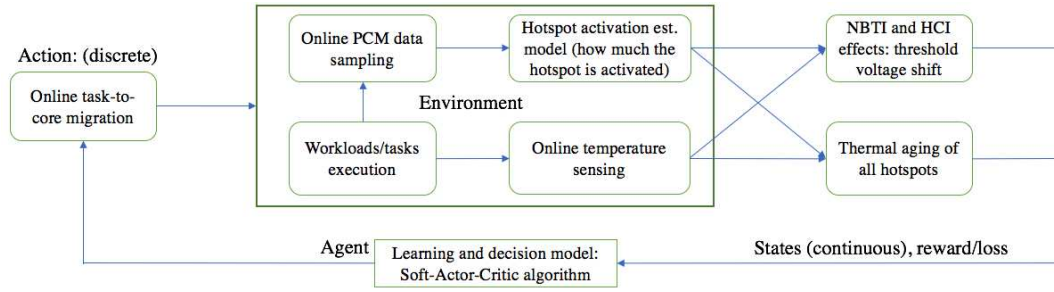 Action: (discrete)
Online task-to-
core migration
Online PCM data
sampling
Hotspot activation est.
model (how much the
hotspot is activated)
Environment
Workloads/tasks
execution
Online temperature
sensing
NBTI and HCI
effects: threshold
voltage shift
Thermal aging of
all hotspots
Agent
Learning and decision model:
Soft-Actor-Critic algorithm
States (continuous), reward/loss